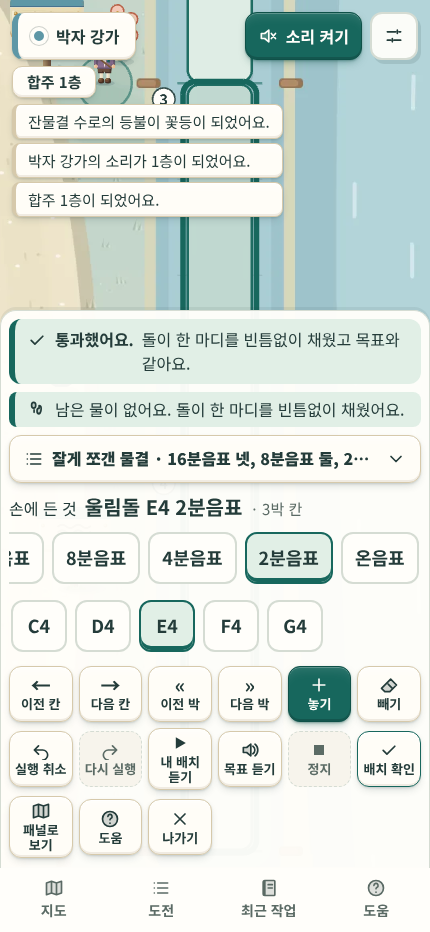 박자 강가
소리 켜기
합주 1층
3
잔물결 수로의 등불이 꽃등이 되었어요.
박자 강가의 소리가 1층이 되었어요.
합주 1층이 되었어요.
통과했어요. 돌이 한 마디를 빈틈없이 채웠고 목표와
같아요.
남은 물이 없어요. 돌이 한 마디를 빈틈없이 채웠어요.
잘게 쪼갠 물결 · 16분음표 넷, 8분음표 둘, 2…
손에 든 것 울림돌 E4 2분음표 · 3박 칸
음표 8분음표 4분음표 2분음표 온음표
C4 D4 E4 F4 G4
이전 칸 다음 칸 이전 박 다음 박 놓기 빼기
실행 취소 다시 실행 내 배치 듣기 목표 듣기 정지 배치 확인
패널로 보기 도움 나가기
지도 도전 최근 작업 도움